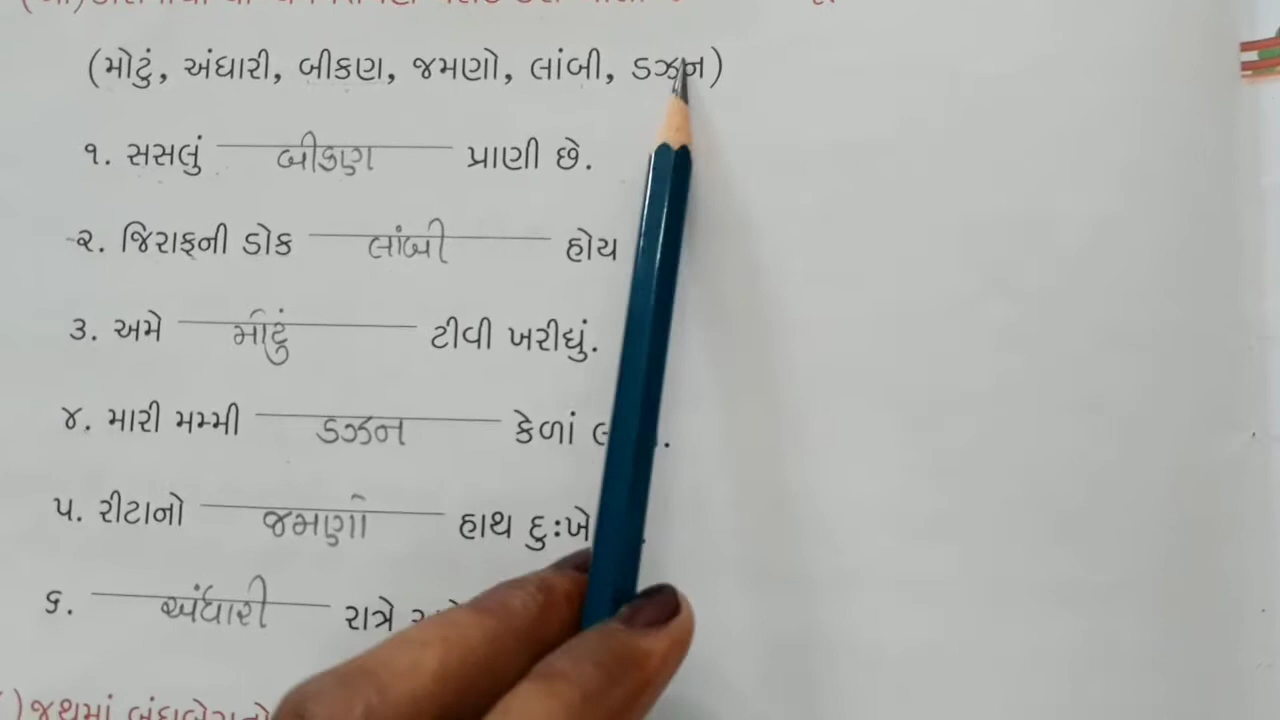 (મોટું, અંધારી, બીકણ, જમણો, લાંબી, ડઝન)
૧. સસલું બીકણ પ્રાણી છે.
-૨. જિરાફની ડોક લાંબી હોય
૩. અમે મોટું ટીવી ખરીદ્યું.
૪. મારી મમ્મી ડઝન કેળાં
૫. રીટાનો જમણો હાથ દુઃખે
૬. અંધારી રાત્રે